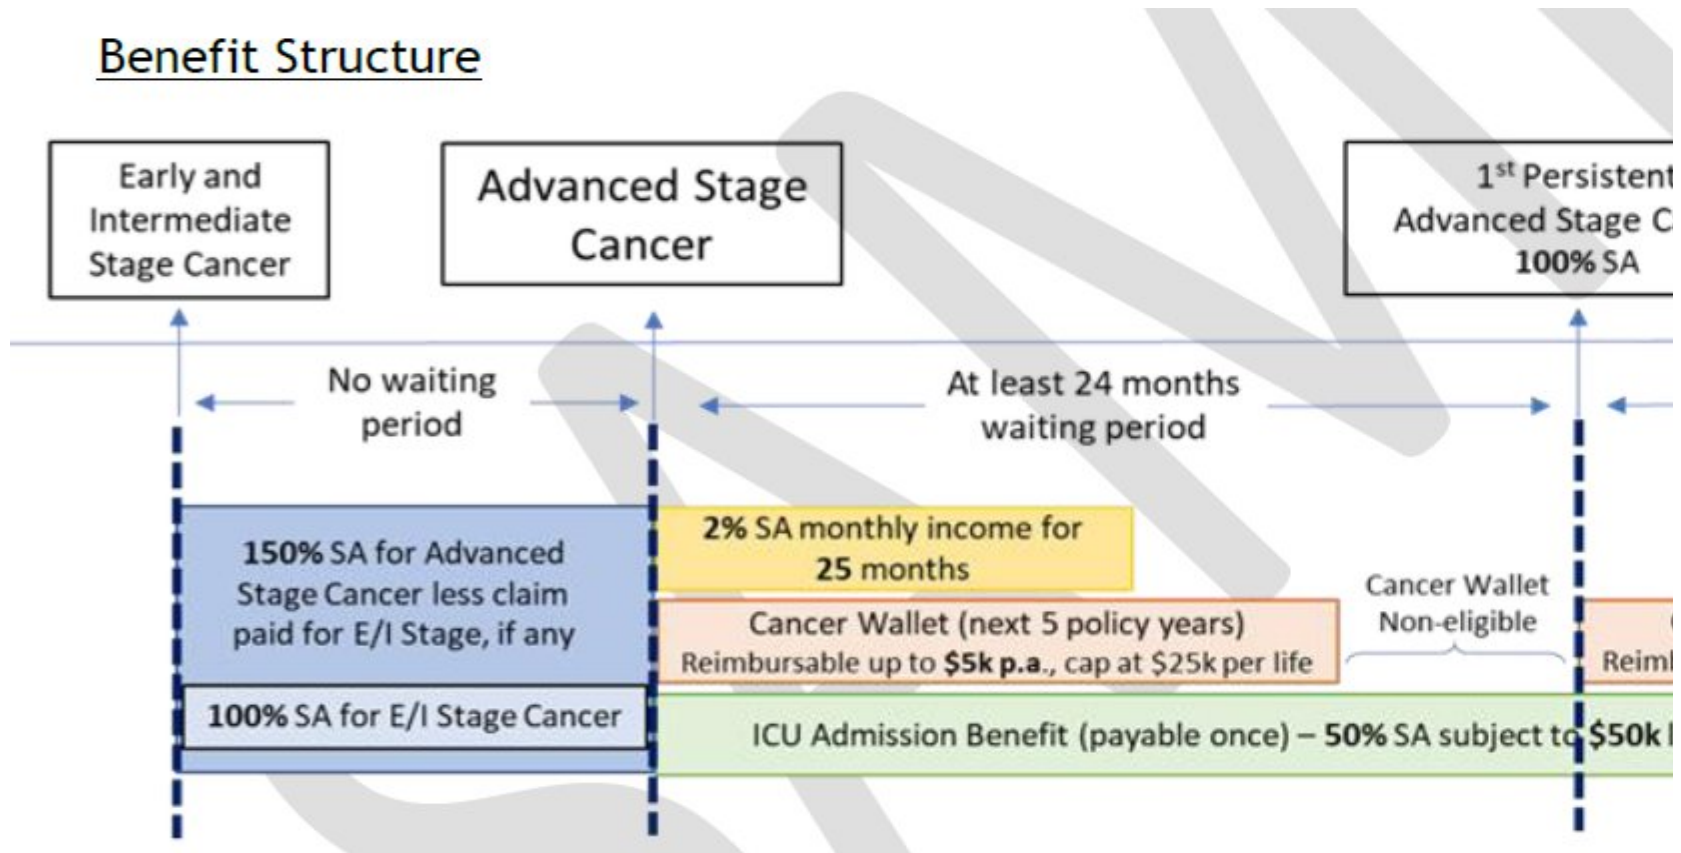 Benefit Structure
Early and
Intermediate
Stage Cancer
Advanced Stage
Cancer
1st Persistent
Advanced Stage
100% SA
No waiting
period
At least 24 months
waiting period
150% SA for Advanced
Stage Cancer less claim
paid for E/I Stage, if any
100% SA for E/I Stage Cancer
2% SA monthly income for
25 months
Cancer Wallet (next 5 policy years)
Reimbursable up to $5k p.a., cap at $25k per life
Cancer Wallet
Non-eligible
ICU Admission Benefit (payable once) – 50% SA subject to $50k